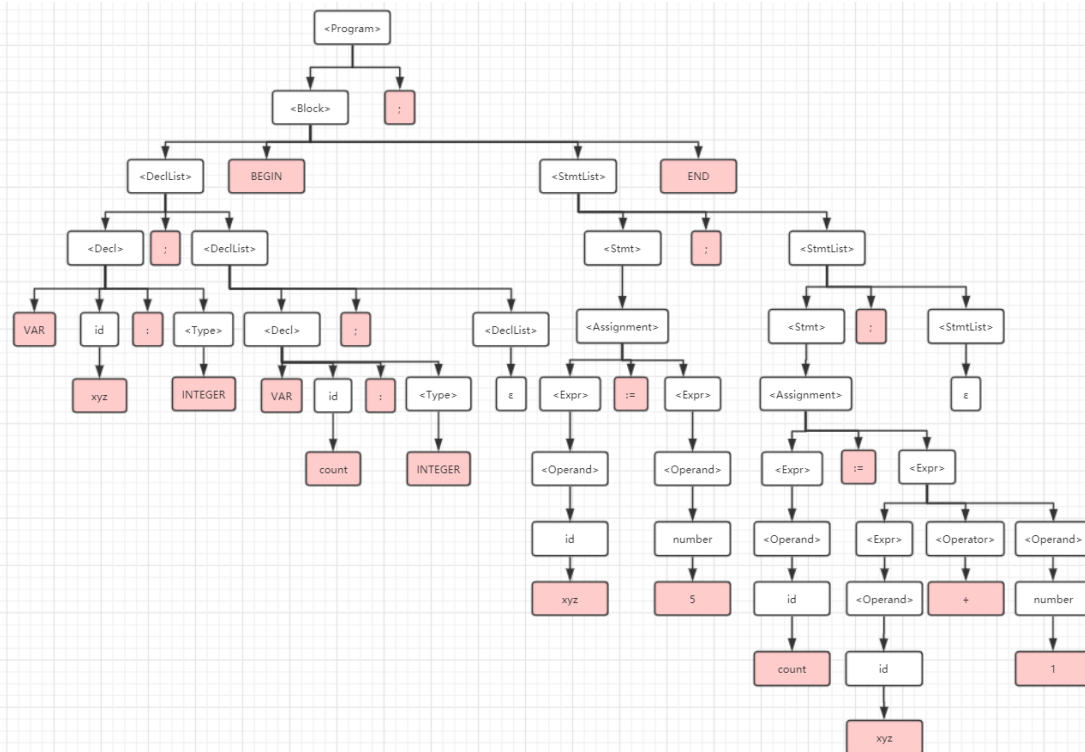 <Program>
<Block> ;
<DeclList> BEGIN <StmtList> END
<Decl> ; <DeclList> <Stmt> ; <StmtList>
VAR id : <Type> <Decl> ; <DeclList> <Assignment> <Stmt> ; <StmtList>
xyz INTEGER VAR id : <Type> ε <Expr> := <Expr> <Assignment> ε
count INTEGER <Operand> <Operand> <Expr> := <Expr>
id number <Operand> <Expr> <Operator> <Operand>
xyz 5 id <Operand> + number
count id 1
xyz